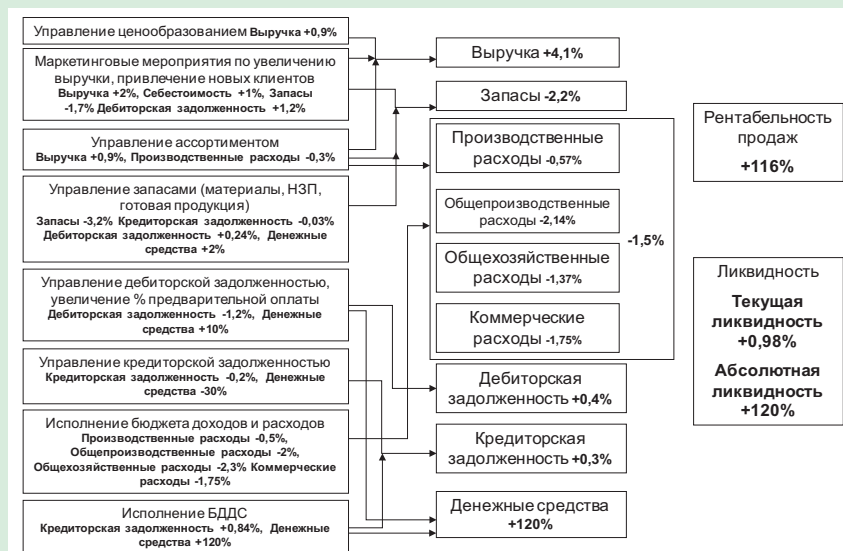 Управление ценообразованием Выручка +0,9%
Маркетинговые мероприятия по увеличению
выручки, привлечение новых клиентов
Выручка +2%, Себестоимость +1%, Запасы
-1,7% Дебиторская задолженность +1,2%
Управление ассортиментом
Выручка +0,9%, Производственные расходы -0,3%
Управление запасами (материалы, НЗП,
готовая продукция)
Запасы -3,2% Кредиторская задолженность -0,03%
Дебиторская задолженность +0,24%, Денежные
средства +2%
Управление дебиторской задолженностью,
увеличение % предварительной оплаты
Дебиторская задолженность -1,2%, Денежные
средства +10%
Управление кредиторской задолженностью
Кредиторская задолженность -0,2%, Денежные
средства -30%
Исполнение бюджета доходов и расходов
Производственные расходы -0,5%,
Общепроизводственные расходы -2%,
Общехозяйственные расходы -2,3% Коммерческие
расходы -1,75%
Исполнение БДДС
Кредиторская задолженность +0,84%, Денежные
средства +120%
Выручка +4,1%
Запасы -2,2%
Производственные
расходы -0,57%
Общепроизводственные
расходы -2,14%
Общехозяйственные
расходы -1,37%
Коммерческие
расходы -1,75%
-1,5%
Дебиторская
задолженность +0,4%
Кредиторская
задолженность +0,3%
Денежные средства
+120%
Рентабельность
продаж
+116%
Ликвидность
Текущая
ликвидность
+0,98%
Абсолютная
ликвидность
+120%